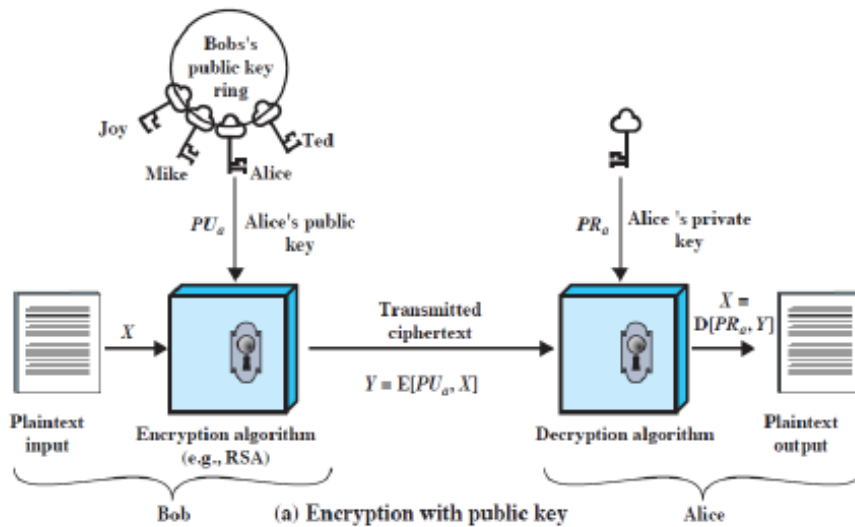 Bobs's
public key
ring
Joy
Ted
Mike
Alice
PUa
Alice's public
key
PRa
Alice 's private
key
X
Transmitted
ciphertext
X =
D[PRa, Y]
Y = E[PUa, X]
Plaintext
input
Encryption algorithm
(e.g., RSA)
Decryption algorithm
Plaintext
output
Bob
(a) Encryption with public key
Alice